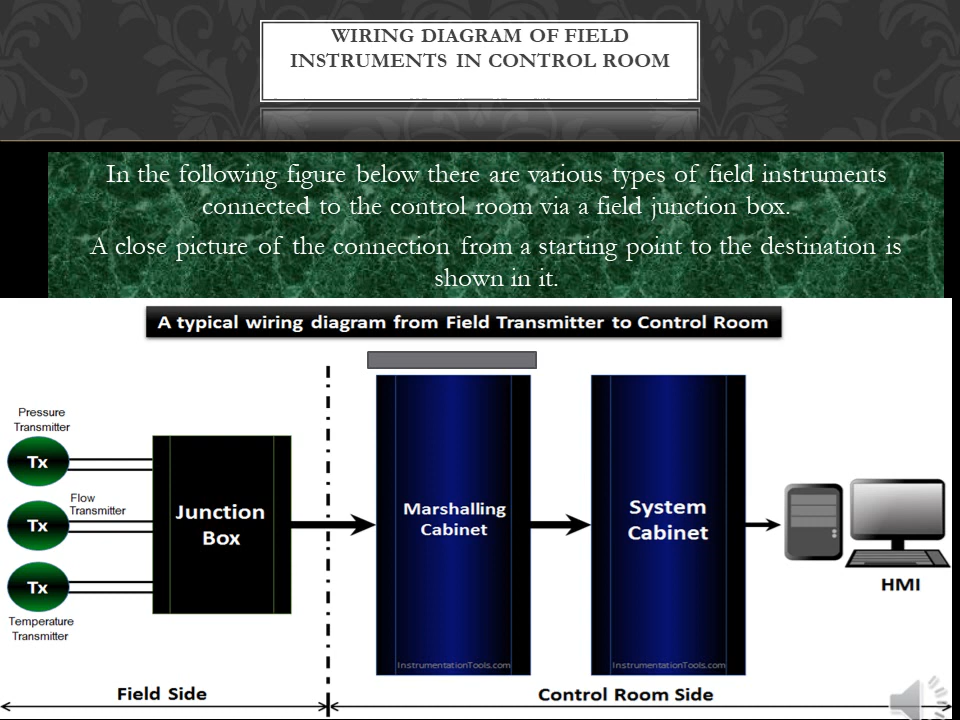 WIRING DIAGRAM OF FIELD
INSTRUMENTS IN CONTROL ROOM
In the following figure below there are various types of field instruments
connected to the control room via a field junction box.
A close picture of the connection from a starting point to the destination is
shown in it.
A typical wiring diagram from Field Transmitter to Control Room
Pressure
Transmitter
Tx
Flow
Transmitter
Tx
Tx
Temperature
Transmitter
Junction
Box
Marshalling
Cabinet
InstrumentationTools.com
System
Cabinet
InstrumentationTools.com
HMI
Field Side
Control Room Side